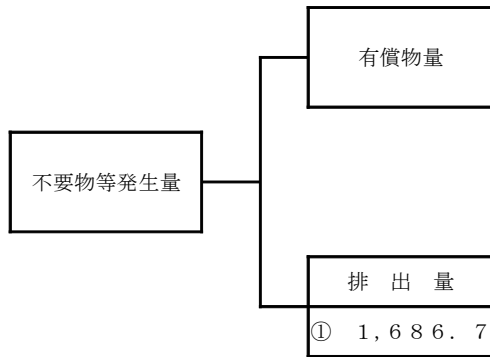 有償物量
不要物等発生量
排 出 量
① 1,686.7